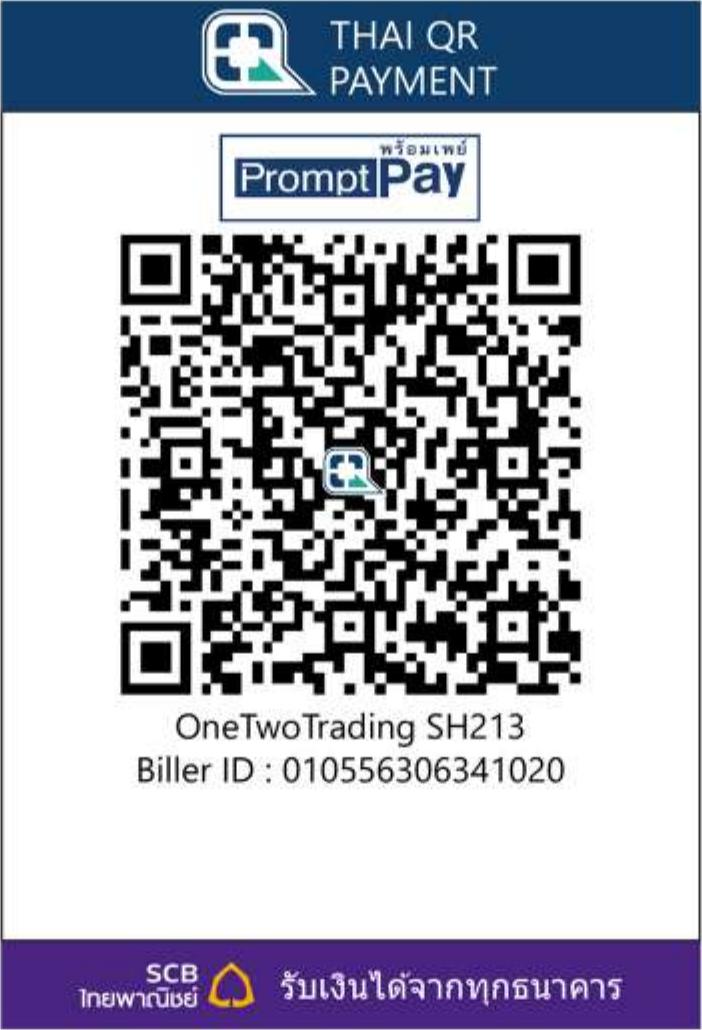 THAI QR
PAYMENT
พร้อมเพย์
PromptPay
OneTwoTrading SH213
Biller ID : 010556306341020
SCB
ไทยพาณิชย์
รับเงินได้จากทุกธนาคาร